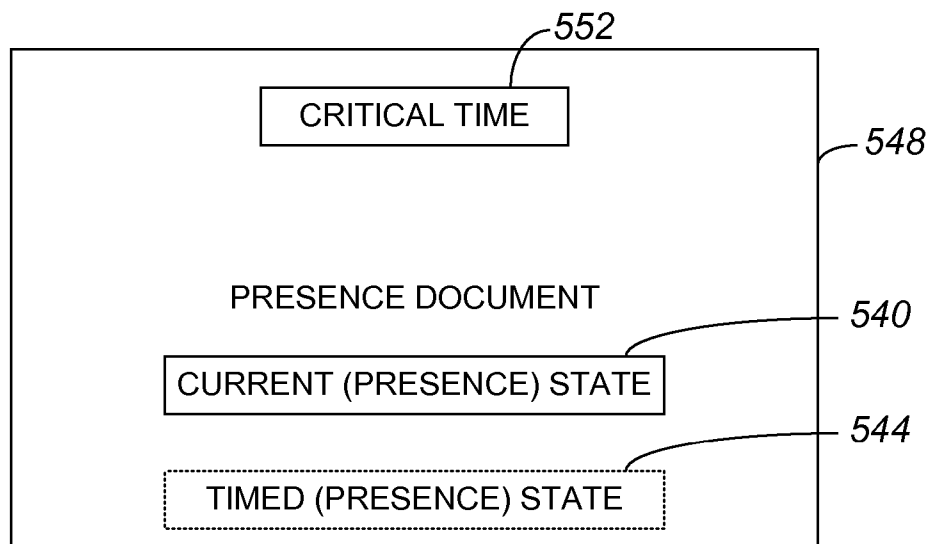 552
CRITICAL TIME
548
PRESENCE DOCUMENT
540
CURRENT (PRESENCE) STATE
544
TIMED (PRESENCE) STATE